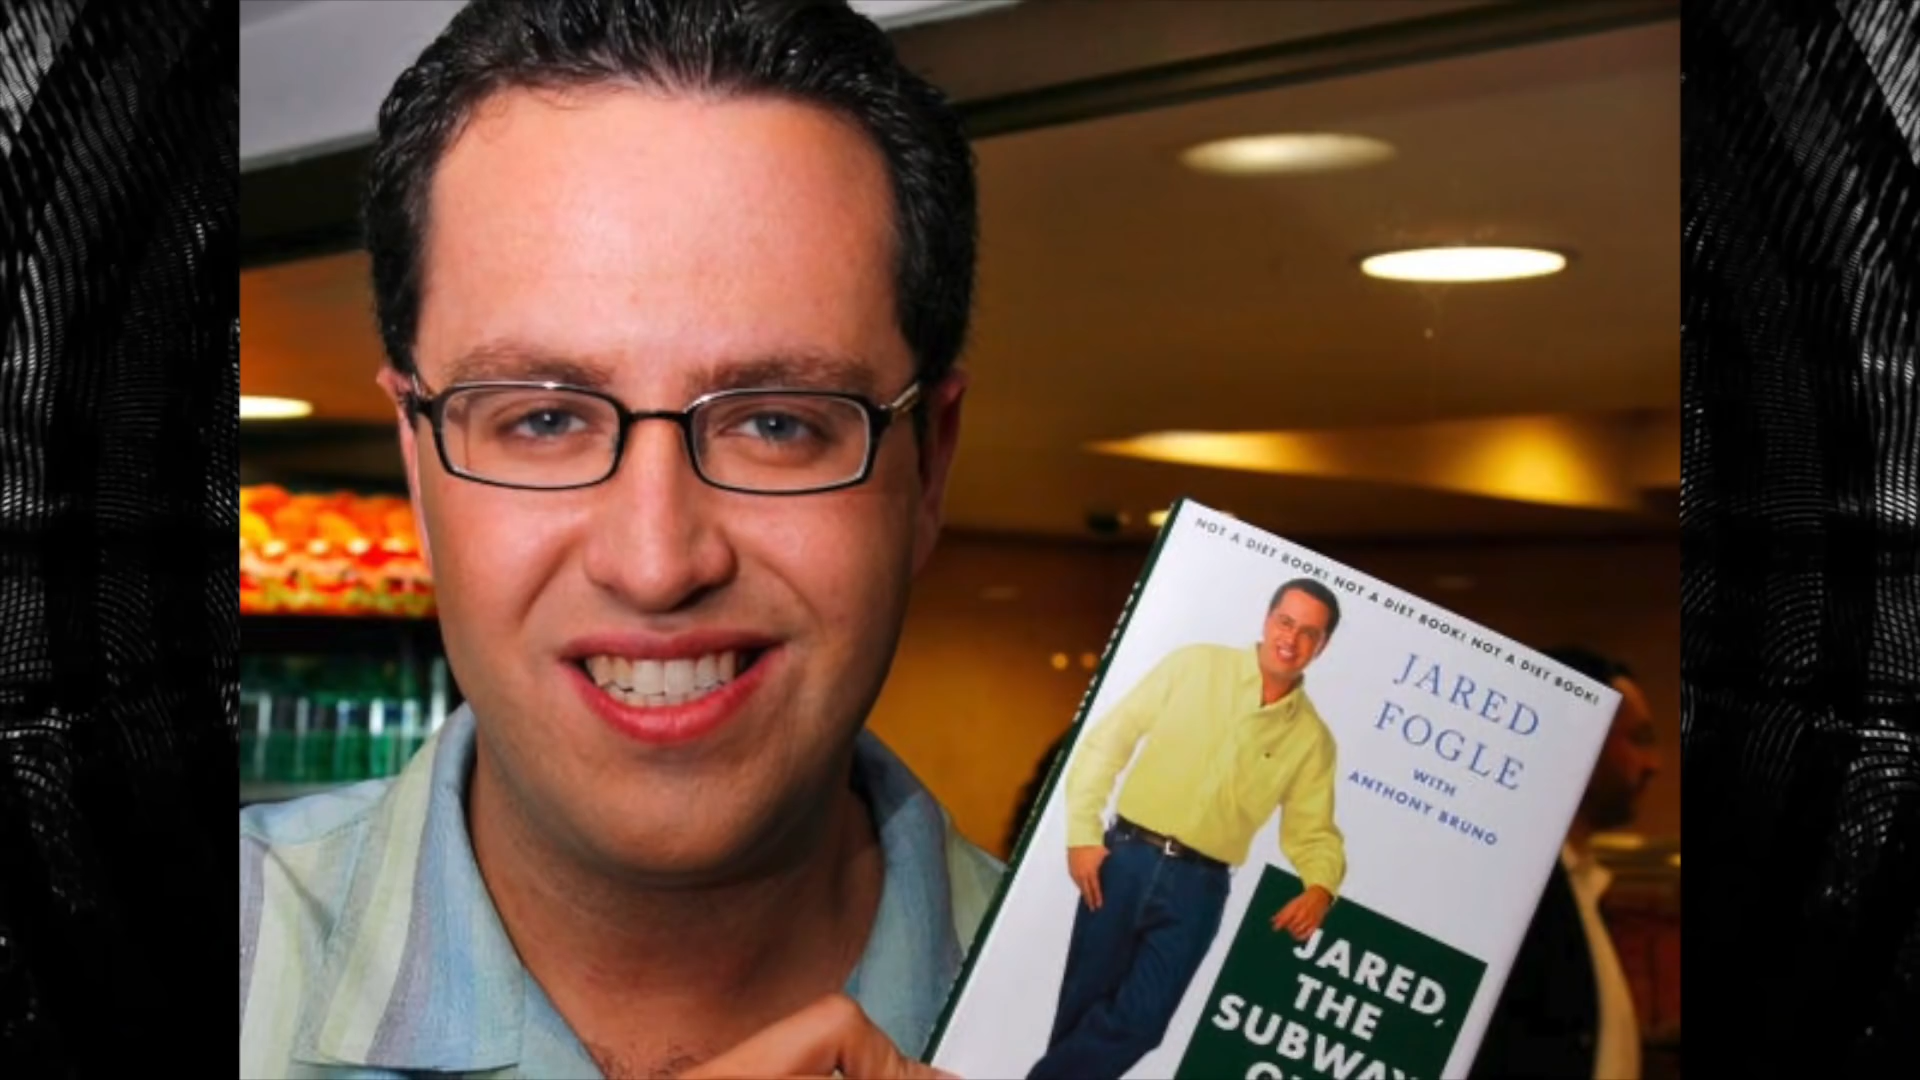 NOT A DIET BOOK! NOT A DIET BOOK! NOT A DIET BOOK!
JARED
FOGLE
WITH
ANTHONY BRUNO
JARED,
THE
SUBWAY